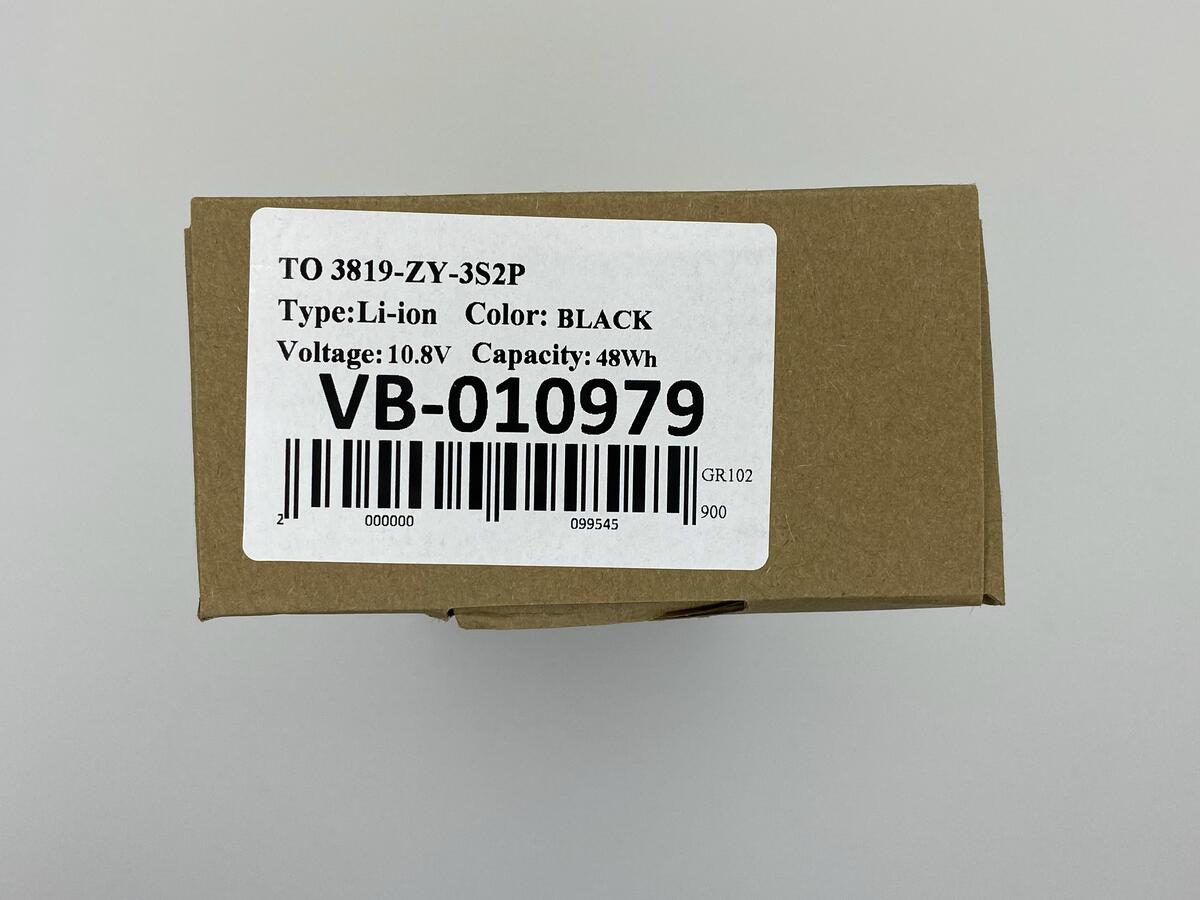 TO 3819-ZY-3S2P
Type:Li-ion Color: BLACK
Voltage: 10.8V Capacity: 48Wh
VB-010979
GR102
900
2 000000 099545